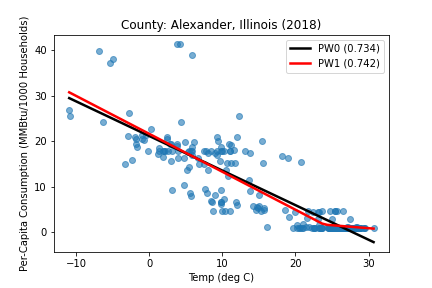 County: Alexander, Illinois (2018)
PW0 (0.734)
PW1 (0.742)
Per-Capita Consumption (MMBtu/1000 Households)
40
30
20
10
0
−10
0
10
20
30
Temp (deg C)